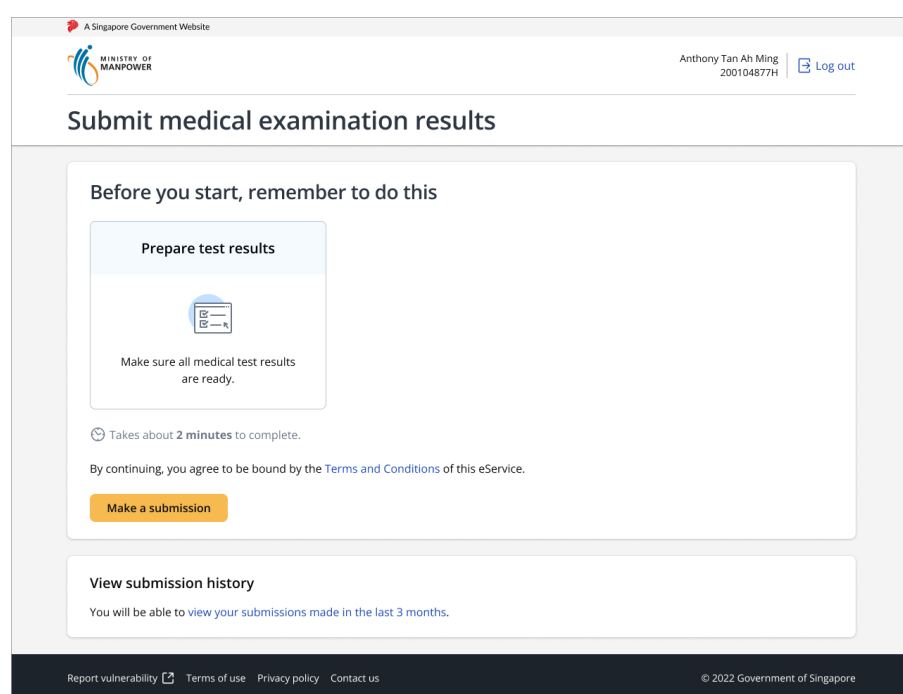 A Singapore Government Website
MINISTRY OF
MANPOWER
Anthony Tan Ah Ming
200104877H
Log out
Submit medical examination results
Before you start, remember to do this
Prepare test results
Make sure all medical test results
are ready.
Takes about 2 minutes to complete.
By continuing, you agree to be bound by the Terms and Conditions of this eService.
Make a submission
View submission history
You will be able to view your submissions made in the last 3 months.
Report vulnerability Terms of use Privacy policy Contact us
© 2022 Government of Singapore